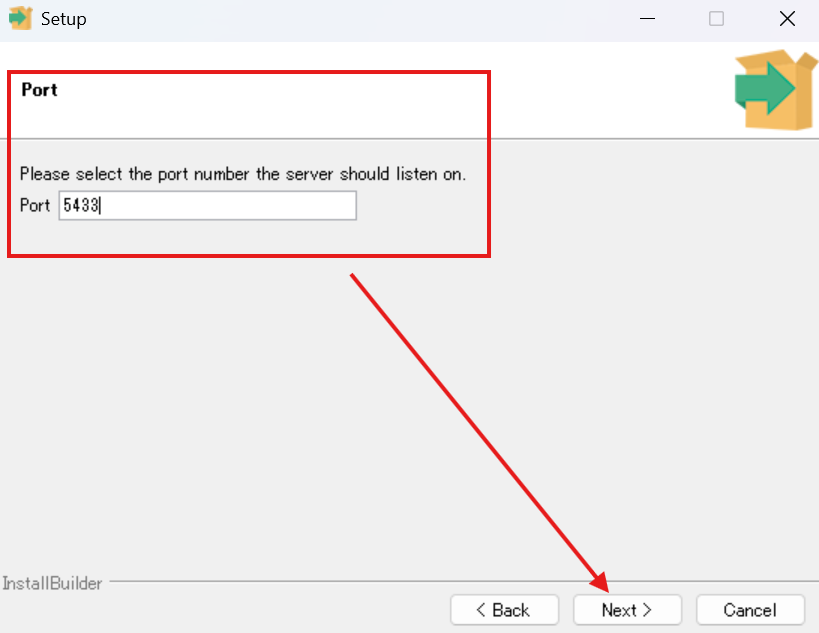 Setup
Port
Please select the port number the server should listen on.
Port 5433
InstallBuilder
< Back Next > Cancel